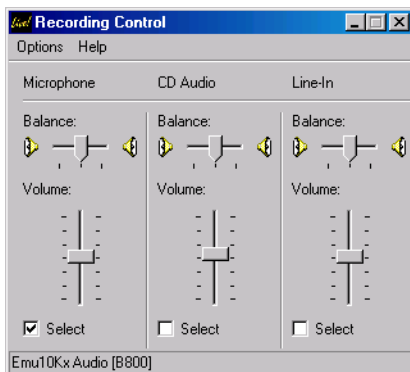 Live! Recording Control
Options Help
Microphone CD Audio Line-In
Balance: Balance: Balance:
Volume: Volume: Volume:
Select Select Select
Emu10Kx Audio [B800]